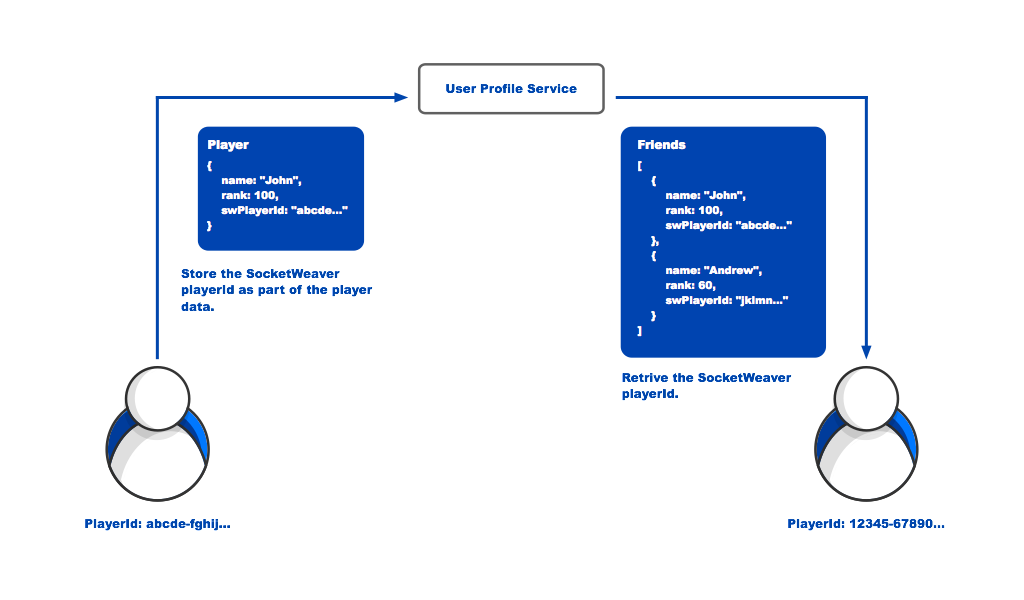 User Profile Service
Player
{
name: "John",
rank: 100,
swPlayerId: "abcde..."
}
Store the SocketWeaver
playerId as part of the player
data.
PlayerId: abcde-fghij...
Friends
[
{
name: "John",
rank: 100,
swPlayerId: "abcde..."
},
{
name: "Andrew",
rank: 60,
swPlayerId: "jklmn..."
}
]
Retrive the SocketWeaver
playerId.
PlayerId: 12345-67890...